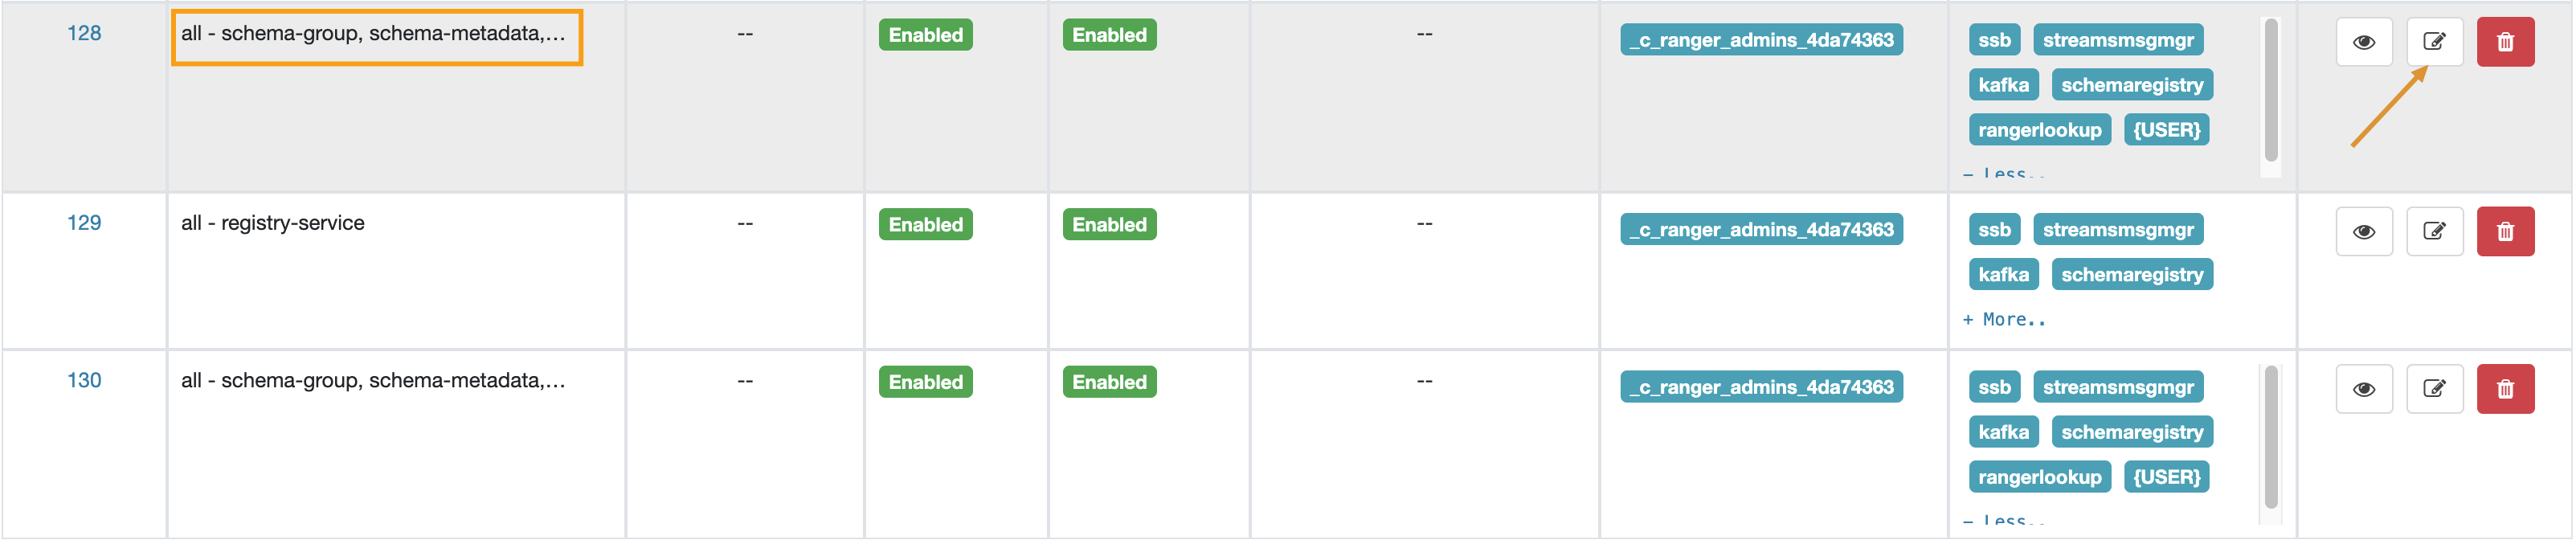 128 all - schema-group, schema-metadata,... -- Enabled Enabled -- _c_ranger_admins_4da74363 ssb streamsmsgmgr
kafka schemaregistry
rangerlookup {USER}
- Less..
129 all - registry-service -- Enabled Enabled -- _c_ranger_admins_4da74363 ssb streamsmsgmgr
kafka schemaregistry
+ More..
130 all - schema-group, schema-metadata,... -- Enabled Enabled -- _c_ranger_admins_4da74363 ssb streamsmsgmgr
kafka schemaregistry
rangerlookup {USER}
- Less..